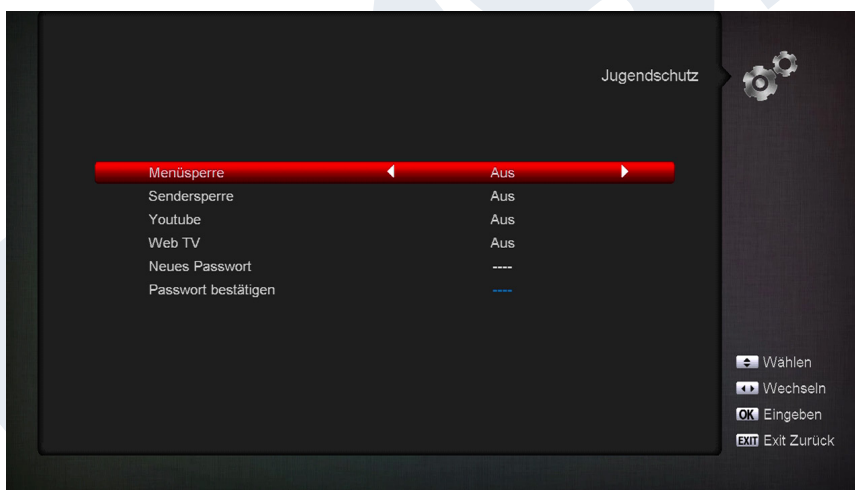 Jugendschutz
Menüsperre Aus
Sendersperre Aus
Youtube Aus
Web TV Aus
Neues Passwort ----
Passwort bestätigen ----
Wählen
Wechseln
OK Eingeben
EXIT Exit Zurück